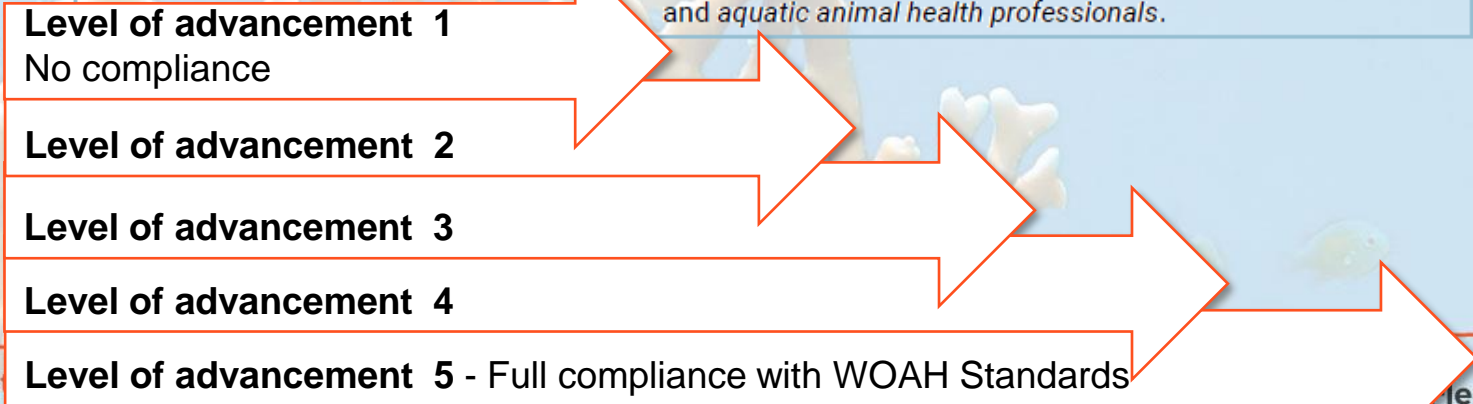 and aquatic animal health professionals.
Level of advancement 1
No compliance
Level of advancement 2
Level of advancement 3
Level of advancement 4
Level of advancement 5 - Full compliance with WOAH Standards